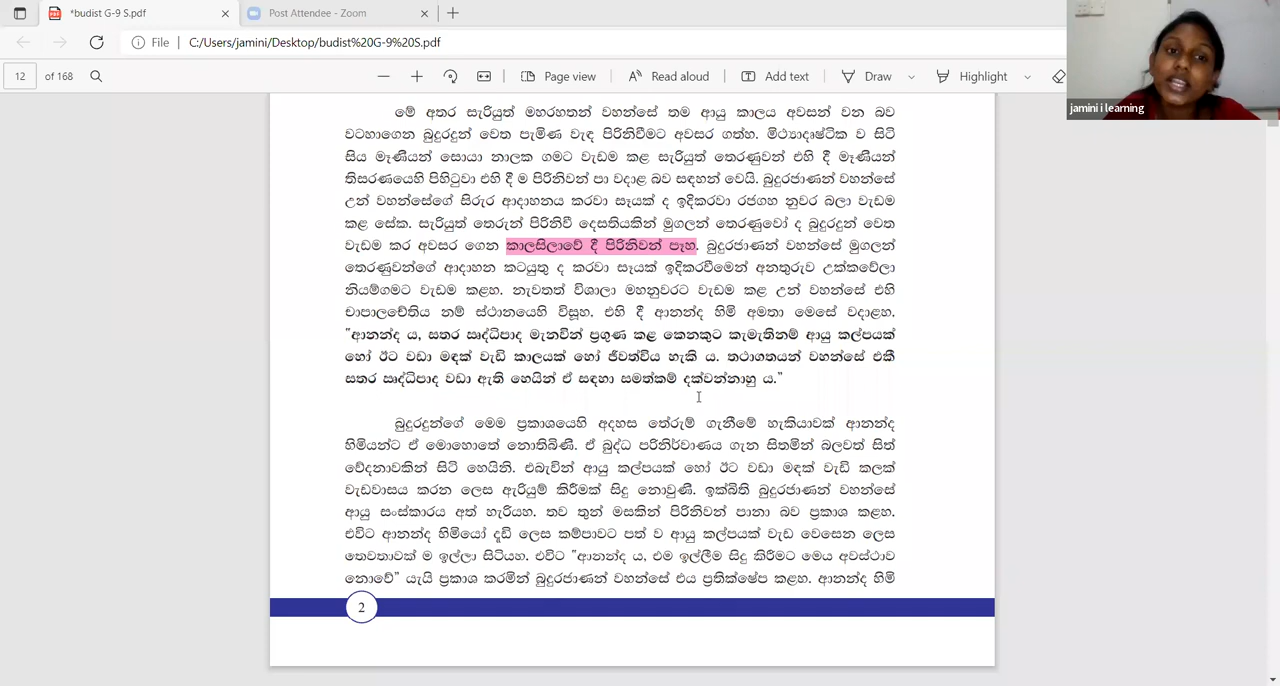 *budist G-9 S.pdf
Post Attendee - Zoom
File
C:/Users/jamini/Desktop/budist%20G-9%20S.pdf
12 of 168
Page view
Read aloud
Add text
Draw
Highlight
jamini i learning
මේ අතර සැරියුත් මහරහතන් වහන්සේ තම ආයු කාලය අවසන් වන බව
වටහාගෙන බුදුරදුන් වෙත පැමිණ වැඳ පිරිනිවීමට අවසර ගත්හ. මිථ්‍යාදෘෂ්ටික ව සිටි
සිය මෑණියන් සොයා නාලක ගමට වැඩම කළ සැරියුත් තෙරණුවන් එහි දී මෑණියන්
තිසරණයෙහි පිහිටුවා එහි දී ම පිරිනිවන් පා වදාළ බව සඳහන් වෙයි. බුදුරජාණන් වහන්සේ
උන් වහන්සේගේ සිරුර ආදාහනය කරවා සෑයක් ද ඉදිකරවා රජගහ නුවර බලා වැඩම
කළ සේක. සැරියුත් තෙරුන් පිරිනිවී දෙසතියකින් මුගලන් තෙරණුවෝ ද බුදුරදුන් වෙත
වැඩම කර අවසර ගෙන කාලසිලාවේ දී පිරිනිවන් පෑහ. බුදුරජාණන් වහන්සේ මුගලන්
තෙරණුවන්ගේ ආදාහන කටයුතු ද කරවා සෑයක් ඉදිකරවීමෙන් අනතුරුව උක්කචේලා
නියම්ගමට වැඩම කළහ. නැවතත් විශාලා මහනුවරට වැඩම කළ උන් වහන්සේ එහි
චාපාලචේතිය නම් ස්ථානයෙහි විසූහ. එහි දී ආනන්ද හිමි අමතා මෙසේ වදාළහ.
"ආනන්ද ය, සතර ඍද්ධිපාද මැනවින් ප්‍රගුණ කළ කෙනකුට කැමැතිනම් ආයු කල්පයක්
හෝ ඊට වඩා මඳක් වැඩි කාලයක් හෝ ජීවත්විය හැකි ය. තථාගතයන් වහන්සේ එකී
සතර ඍද්ධිපාද වඩා ඇති හෙයින් ඒ සඳහා සමත්කම් දක්වන්නාහු ය."
බුදුරදුන්ගේ මෙම ප්‍රකාශයෙහි අදහස තේරුම් ගැනීමේ හැකියාවක් ආනන්ද
හිමියන්ට ඒ මොහොතේ නොතිබිණි. ඒ බුද්ධ පරිනිර්වාණය ගැන සිතමින් බලවත් සිත්
වේදනාවකින් සිටි හෙයිනි. එබැවින් ආයු කල්පයක් හෝ ඊට වඩා මඳක් වැඩි කලක්
වැඩවාසය කරන ලෙස ඇරියුම් කිරීමක් සිදු නොවුණි. ඉක්බිති බුදුරජාණන් වහන්සේ
ආයු සංස්කාරය අත් හැරියහ. තව තුන් මසකින් පිරිනිවන් පානා බව ප්‍රකාශ කළහ.
එවිට ආනන්ද හිමියෝ දැඩි ලෙස කම්පාවට පත් ව ආයු කල්පයක් වැඩ වෙසෙන ලෙස
තෙවතාවක් ම ඉල්ලා සිටියහ. එවිට "ආනන්ද ය, එම ඉල්ලීම සිදු කිරීමට මෙය අවස්ථාව
නොවේ" යැයි ප්‍රකාශ කරමින් බුදුරජාණන් වහන්සේ එය ප්‍රතික්ෂේප කළහ. ආනන්ද හිමි
2